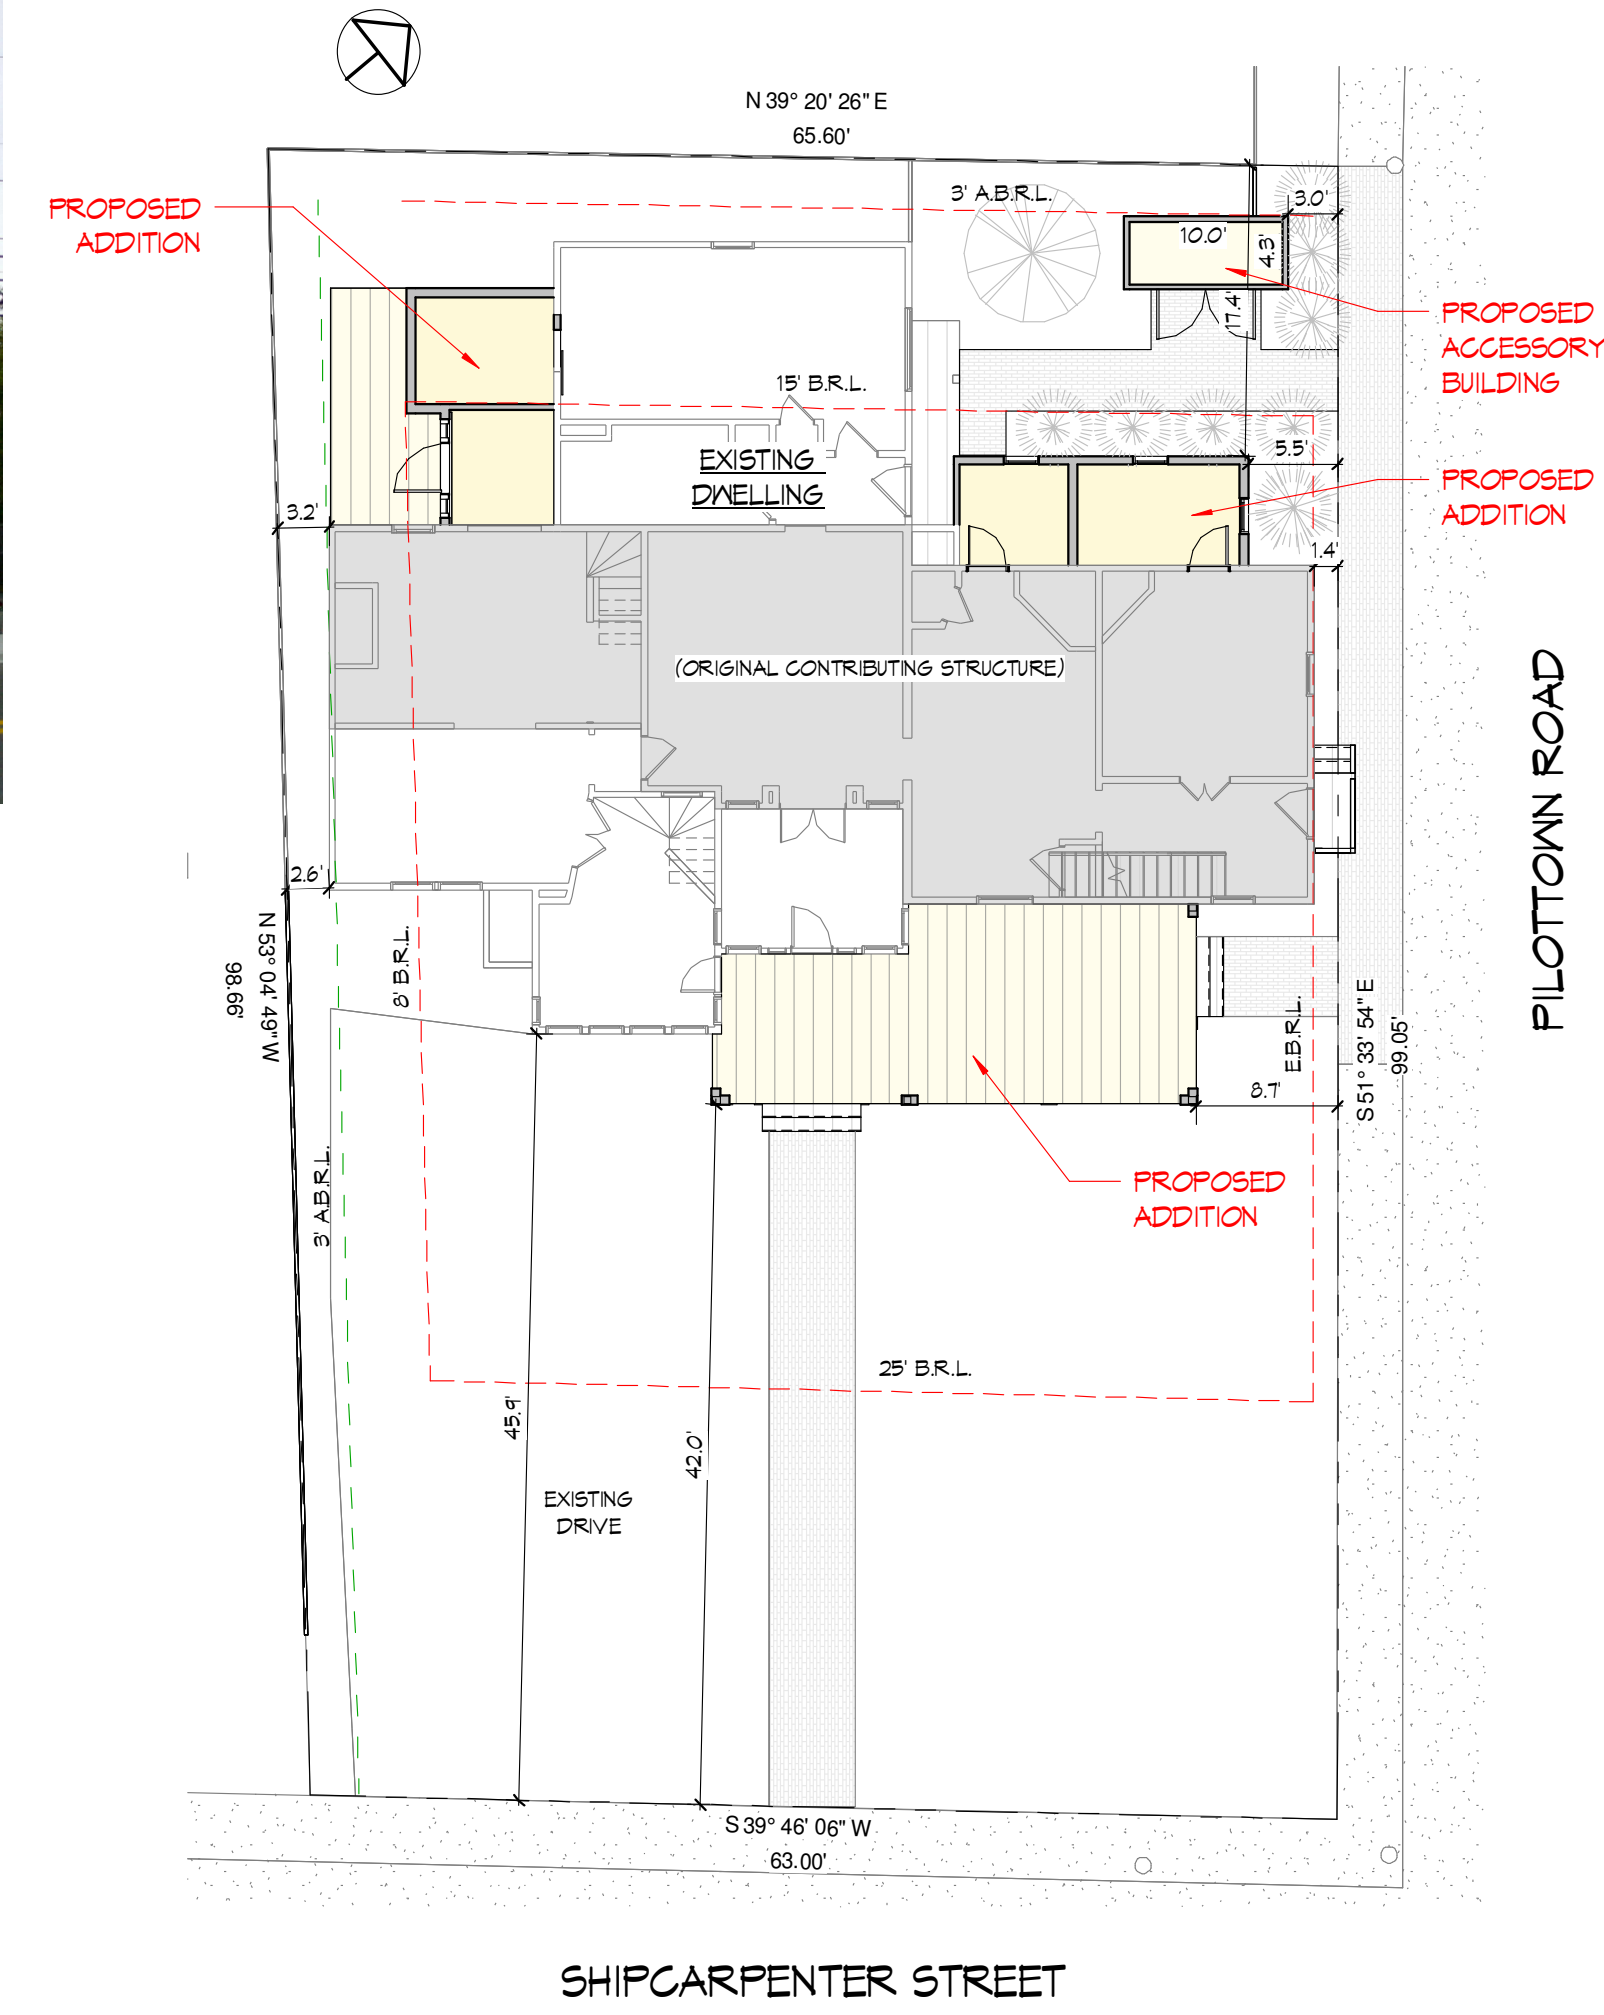 N 39° 20' 26" E
65.60'
PROPOSED
ADDITION
3' A.B.R.L.
3.0'
10.0'
4.3'
17.4'
PROPOSED
ACCESSORY
BUILDING
15' B.R.L.
EXISTING
DWELLING
5.5'
PROPOSED
ADDITION
3.2'
1.4'
(ORIGINAL CONTRIBUTING STRUCTURE)
PILOTTOWN ROAD
2.6'
N 53° 04' 49" W
98.66'
8' B.R.L.
E.B.R.L.
S 51° 33' 54" E
99.05'
8.7'
3' A.B.R.L.
PROPOSED
ADDITION
25' B.R.L.
45.9'
42.0'
EXISTING
DRIVE
S 39° 46' 06" W
63.00'
SHIPCARPENTER STREET